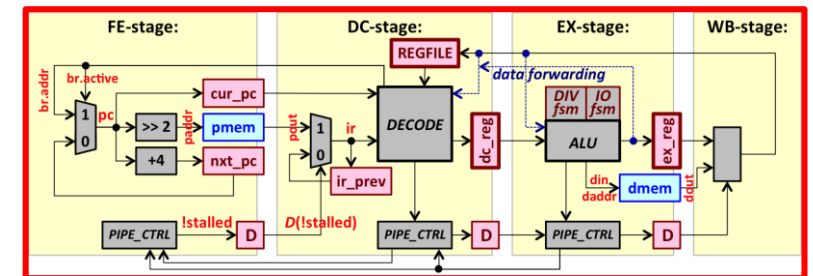 FE-stage:
DC-stage:
EX-stage:
WB-stage:
REGFILE
br.addr
br.active
data forwarding
cur_pc
DIV fsm
IO fsm
1
0
pc
>> 2
paddr
pmem
pout
1
0
ir
DECODE
dc_reg
ALU
ex_reg
+4
nxt_pc
ir_prev
din
daddr
dmem
dout
!stalled
D(!stalled)
PIPE_CTRL
D
PIPE_CTRL
D
PIPE_CTRL
D